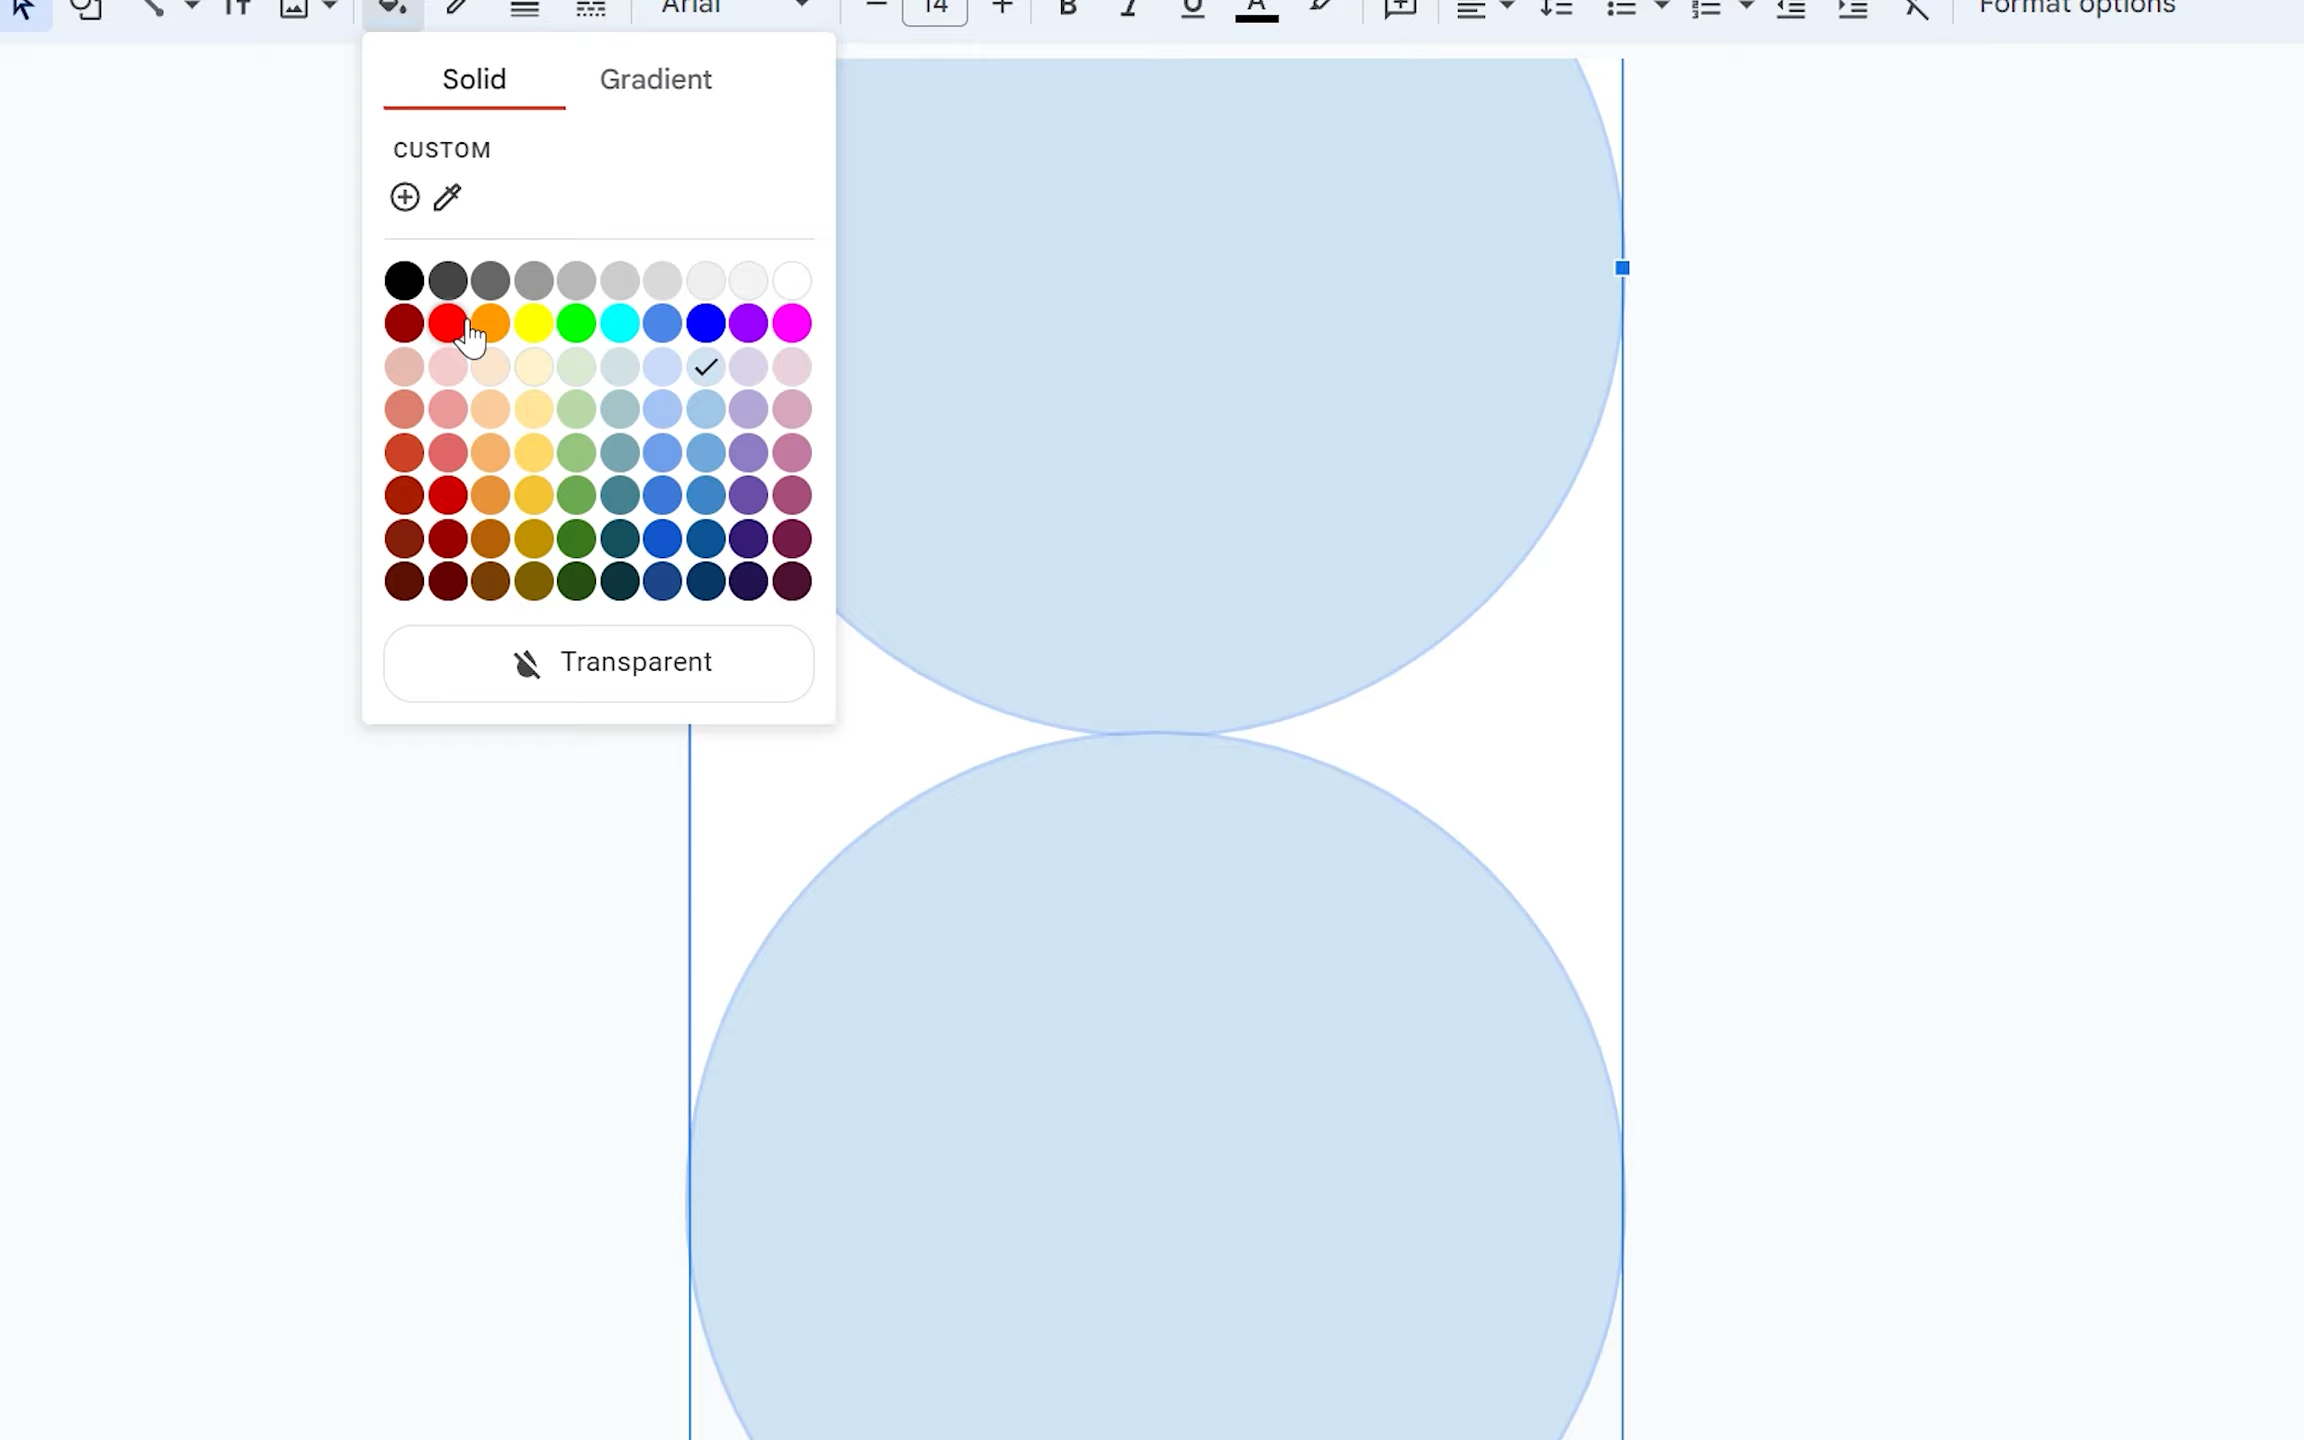 Arial
14
B
I
U
A
Format options
Solid
Gradient
CUSTOM
Transparent